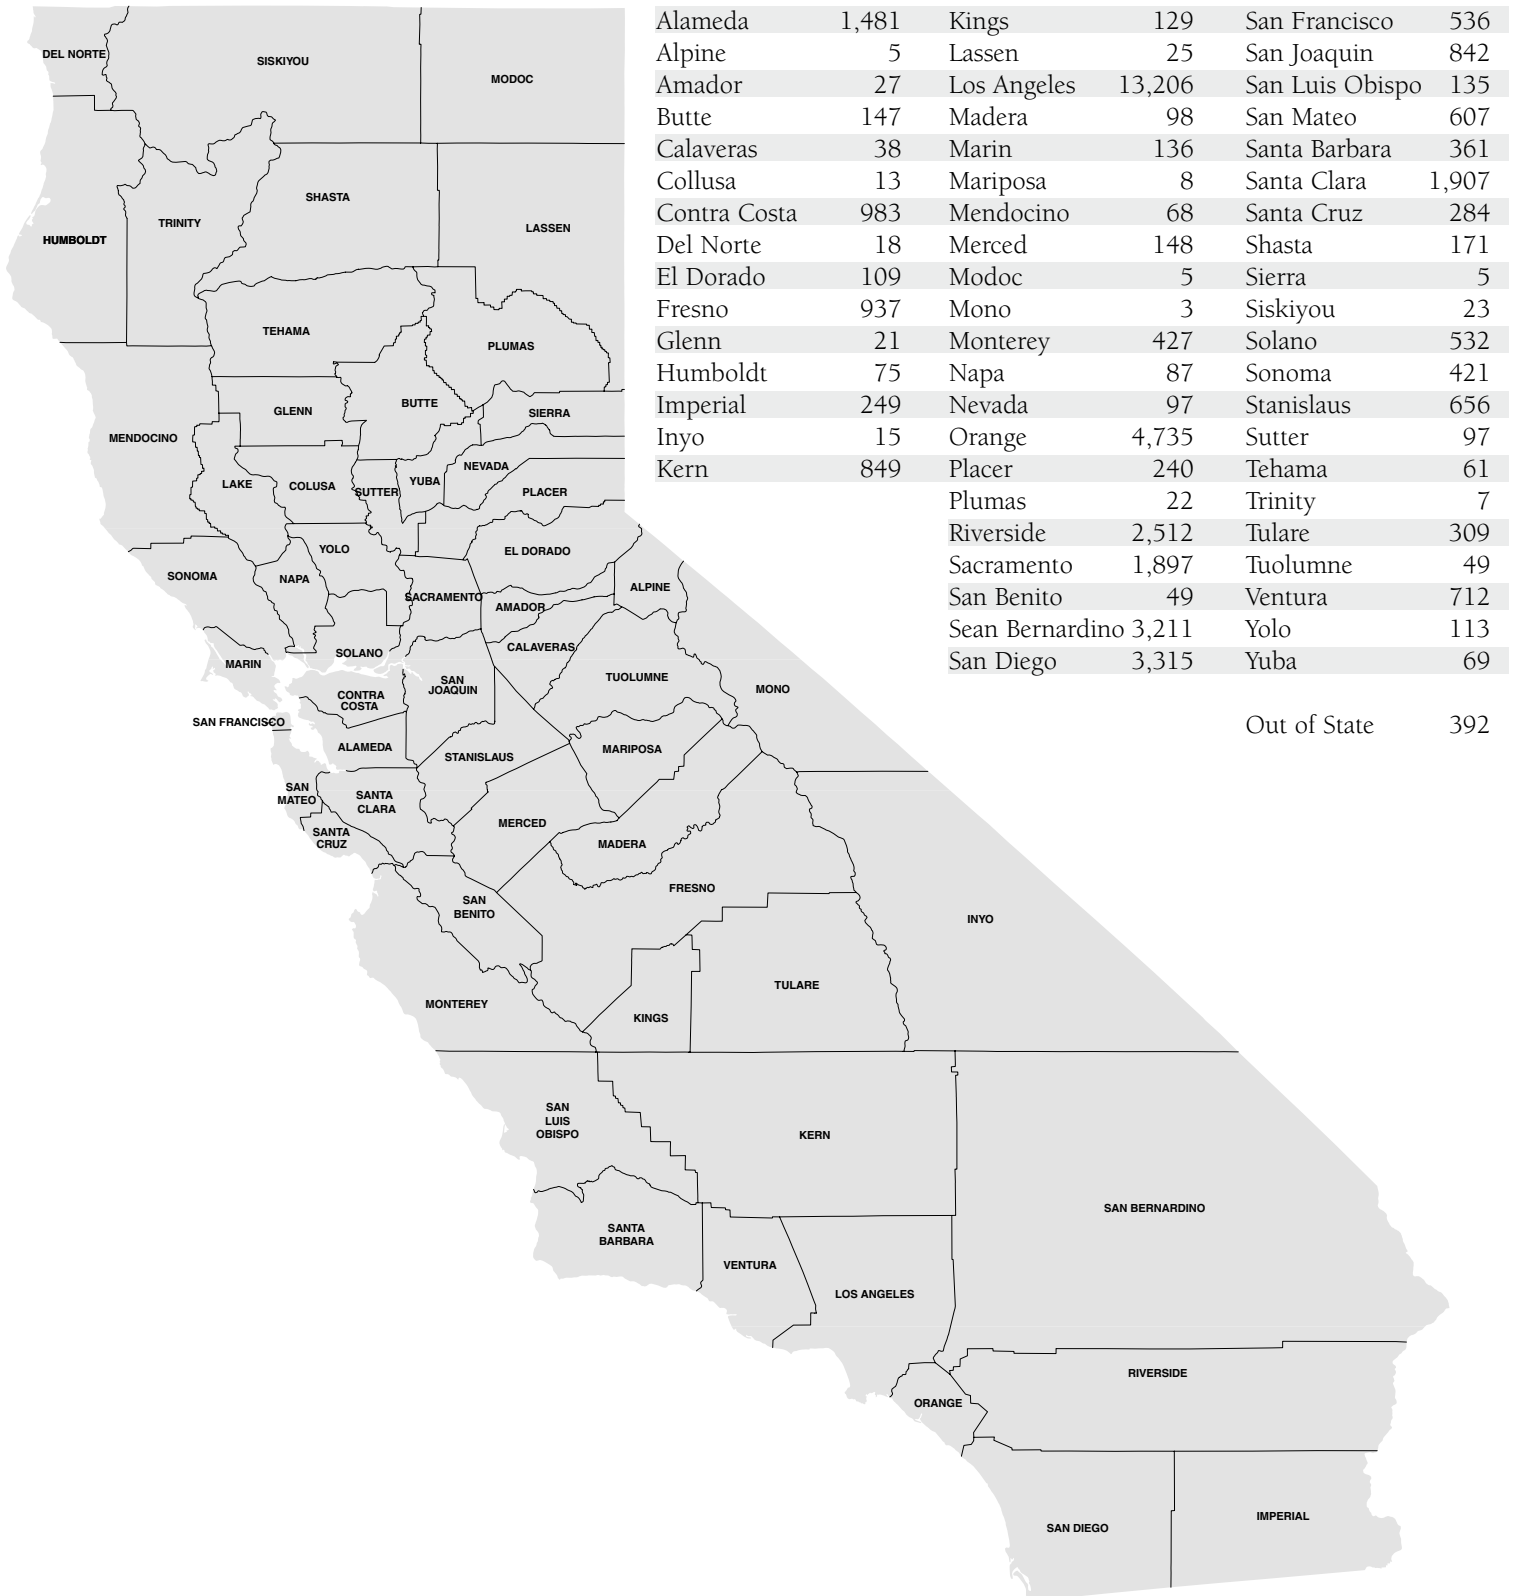 Alameda 1,481
Alpine 5
Amador 27
Butte 147
Calaveras 38
Collusa 13
Contra Costa 983
Del Norte 18
El Dorado 109
Fresno 937
Glenn 21
Humboldt 75
Imperial 249
Inyo 15
Kern 849
Kings 129
Lassen 25
Los Angeles 13,206
Madera 98
Marin 136
Mariposa 8
Mendocino 68
Merced 148
Modoc 5
Mono 3
Monterey 427
Napa 87
Nevada 97
Orange 4,735
Placer 240
Plumas 22
Riverside 2,512
Sacramento 1,897
San Benito 49
Sean Bernardino 3,211
San Diego 3,315
San Francisco 536
San Joaquin 842
San Luis Obispo 135
San Mateo 607
Santa Barbara 361
Santa Clara 1,907
Santa Cruz 284
Shasta 171
Sierra 5
Siskiyou 23
Solano 532
Sonoma 421
Stanislaus 656
Sutter 97
Tehama 61
Trinity 7
Tulare 309
Tuolumne 49
Ventura 712
Yolo 113
Yuba 69
Out of State 392
DEL NORTE
SISKIYOU
MODOC
HUMBOLDT
TRINITY
SHASTA
LASSEN
TEHAMA
PLUMAS
GLENN
BUTTE
SIERRA
MENDOCINO
LAKE
COLUSA
SUTTER
YUBA
NEVADA
PLACER
YOLO
EL DORADO
SONOMA
NAPA
SACRAMENTO
AMADOR
ALPINE
MARIN
SOLANO
CALAVERAS
CONTRA
COSTA
SAN
JOAQUIN
TUOLUMNE
MONO
SAN FRANCISCO
ALAMEDA
STANISLAUS
MARIPOSA
SAN
MATEO
SANTA
CLARA
SANTA
CRUZ
MERCED
MADERA
SAN
BENITO
FRESNO
INYO
MONTEREY
KINGS
TULARE
SAN
LUIS
OBISPO
KERN
SAN BERNARDINO
SANTA
BARBARA
VENTURA
LOS ANGELES
RIVERSIDE
ORANGE
SAN DIEGO
IMPERIAL